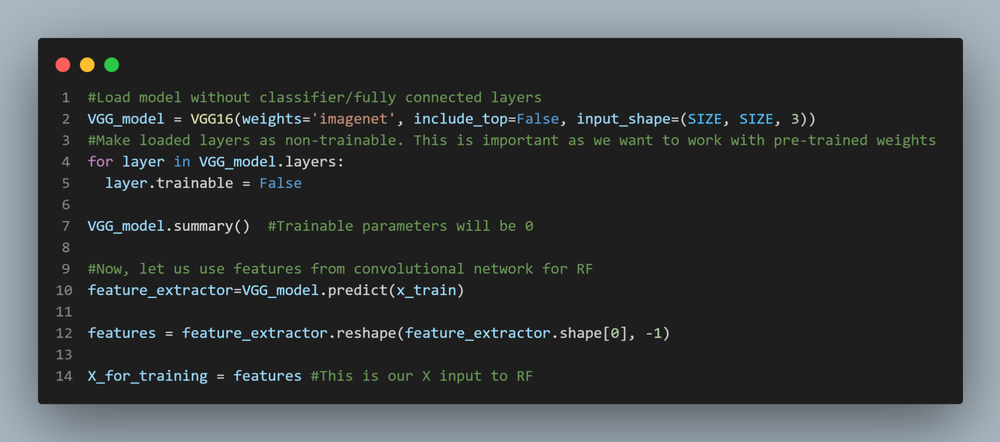 1 #Load model without classifier/fully connected layers
2 VGG_model = VGG16(weights='imagenet', include_top=False, input_shape=(SIZE, SIZE, 3))
3 #Make loaded layers as non-trainable. This is important as we want to work with pre-trained weights
4 for layer in VGG_model.layers:
5   layer.trainable = False
6
7 VGG_model.summary()  #Trainable parameters will be 0
8
9 #Now, let us use features from convolutional network for RF
10 feature_extractor=VGG_model.predict(x_train)
11
12 features = feature_extractor.reshape(feature_extractor.shape[0], -1)
13
14 X_for_training = features #This is our X input to RF